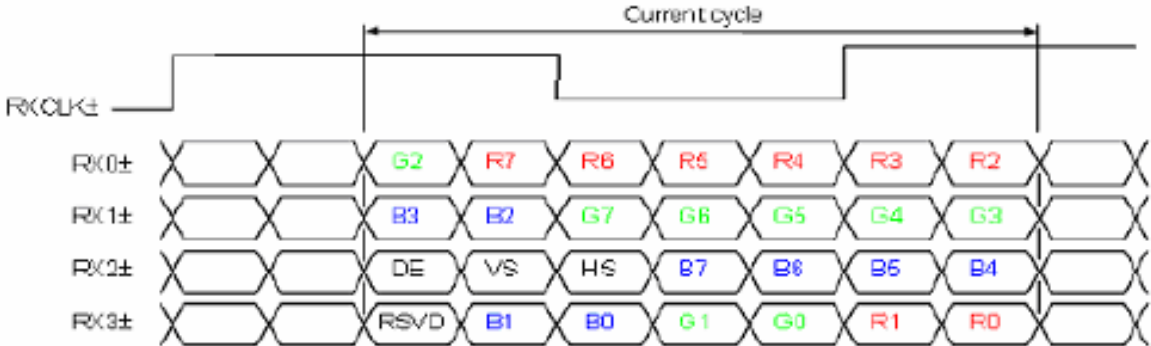 Current cycle
RXCLK±
RX0± G2 R7 R6 R5 R4 R3 R2
RX1± B3 B2 G7 G6 G5 G4 G3
RX2± DE VS HS B7 B6 B5 B4
RX3± RSVD B1 B0 G1 G0 R1 R0